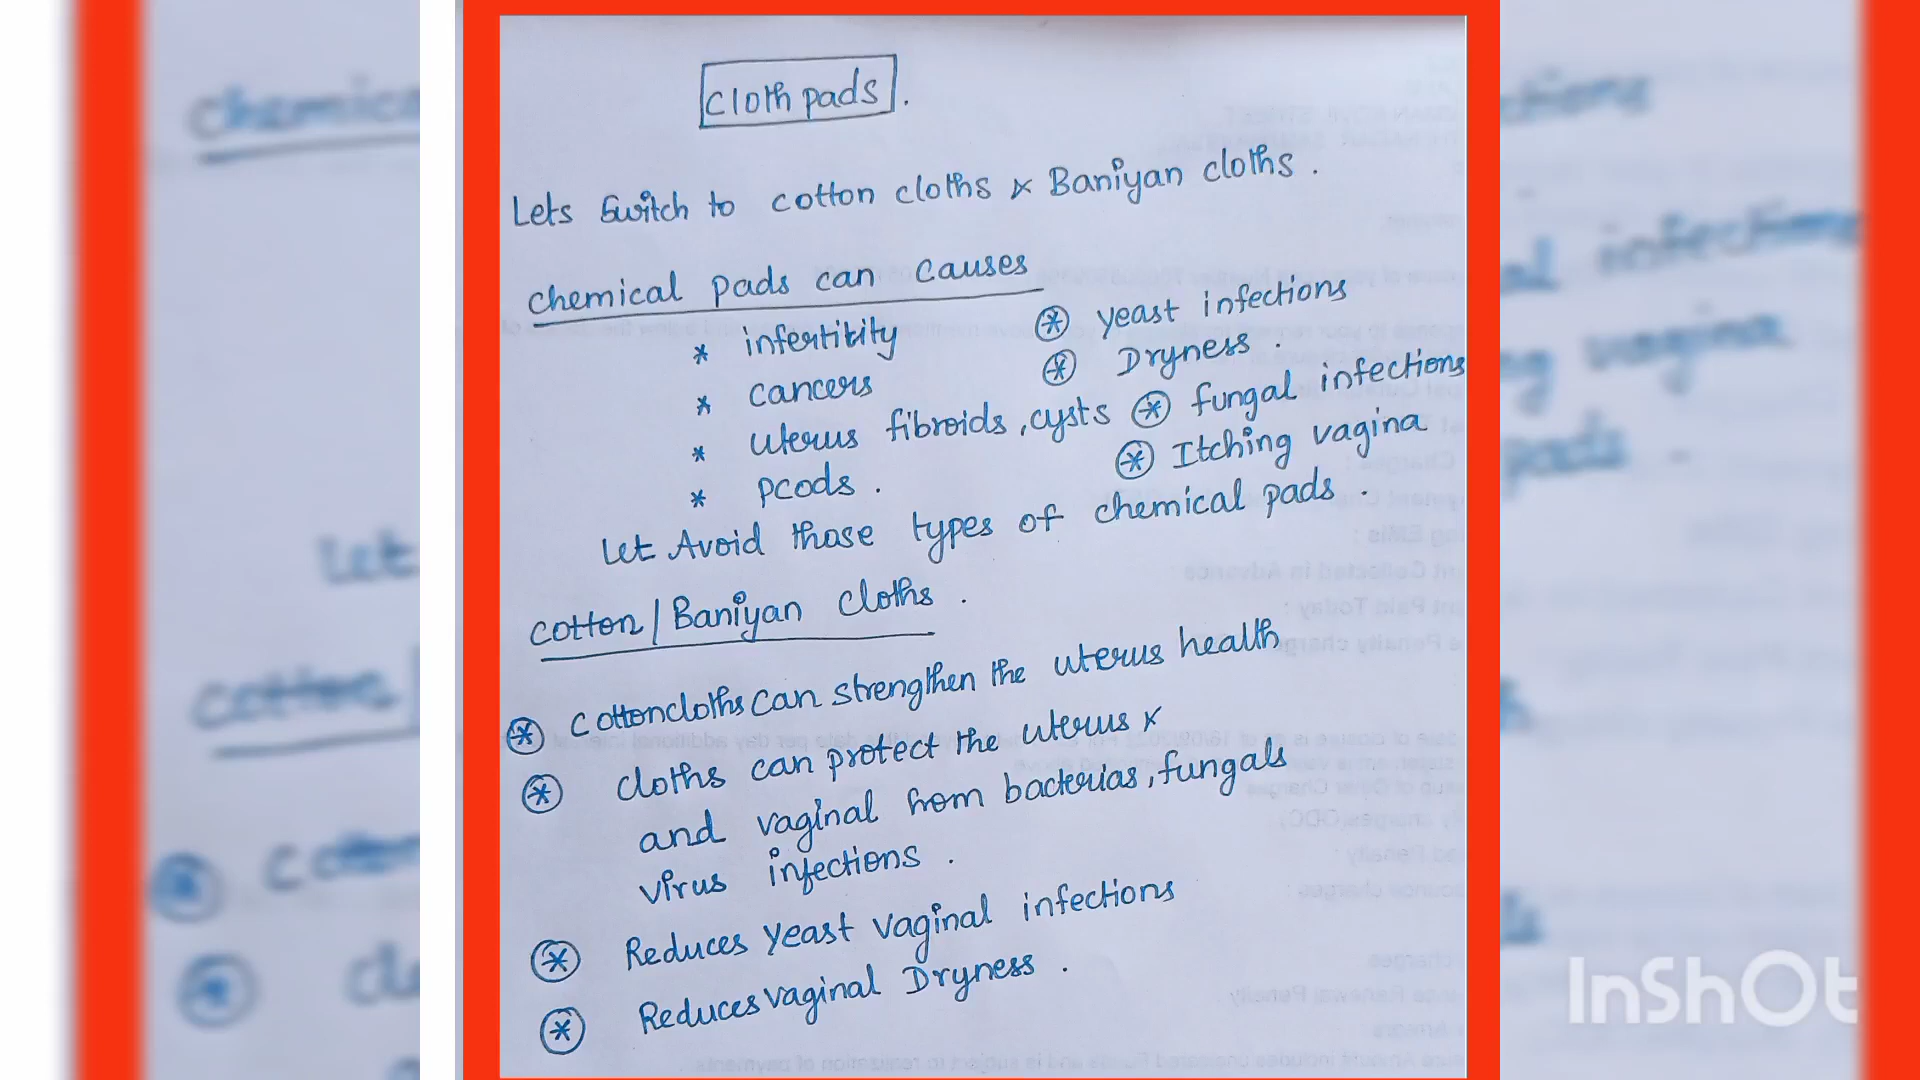 Cloth pads.
Lets Switch to cotton cloths & Baniyan cloths.
chemical pads can causes
* infertility
* cancers
* uterus fibroids, cysts
* pcods.
* yeast infections
* Dryness.
* fungal infections
* Itching vagina
Let Avoid those types of chemical pads.
cotton/Baniyan cloths.
* cottoncloths can strengthen the uterus health
* cloths can protect the uterus &
and vaginal from bacterias, fungals
virus infections.
* Reduces yeast vaginal infections
* Reduces vaginal Dryness.
InShOt